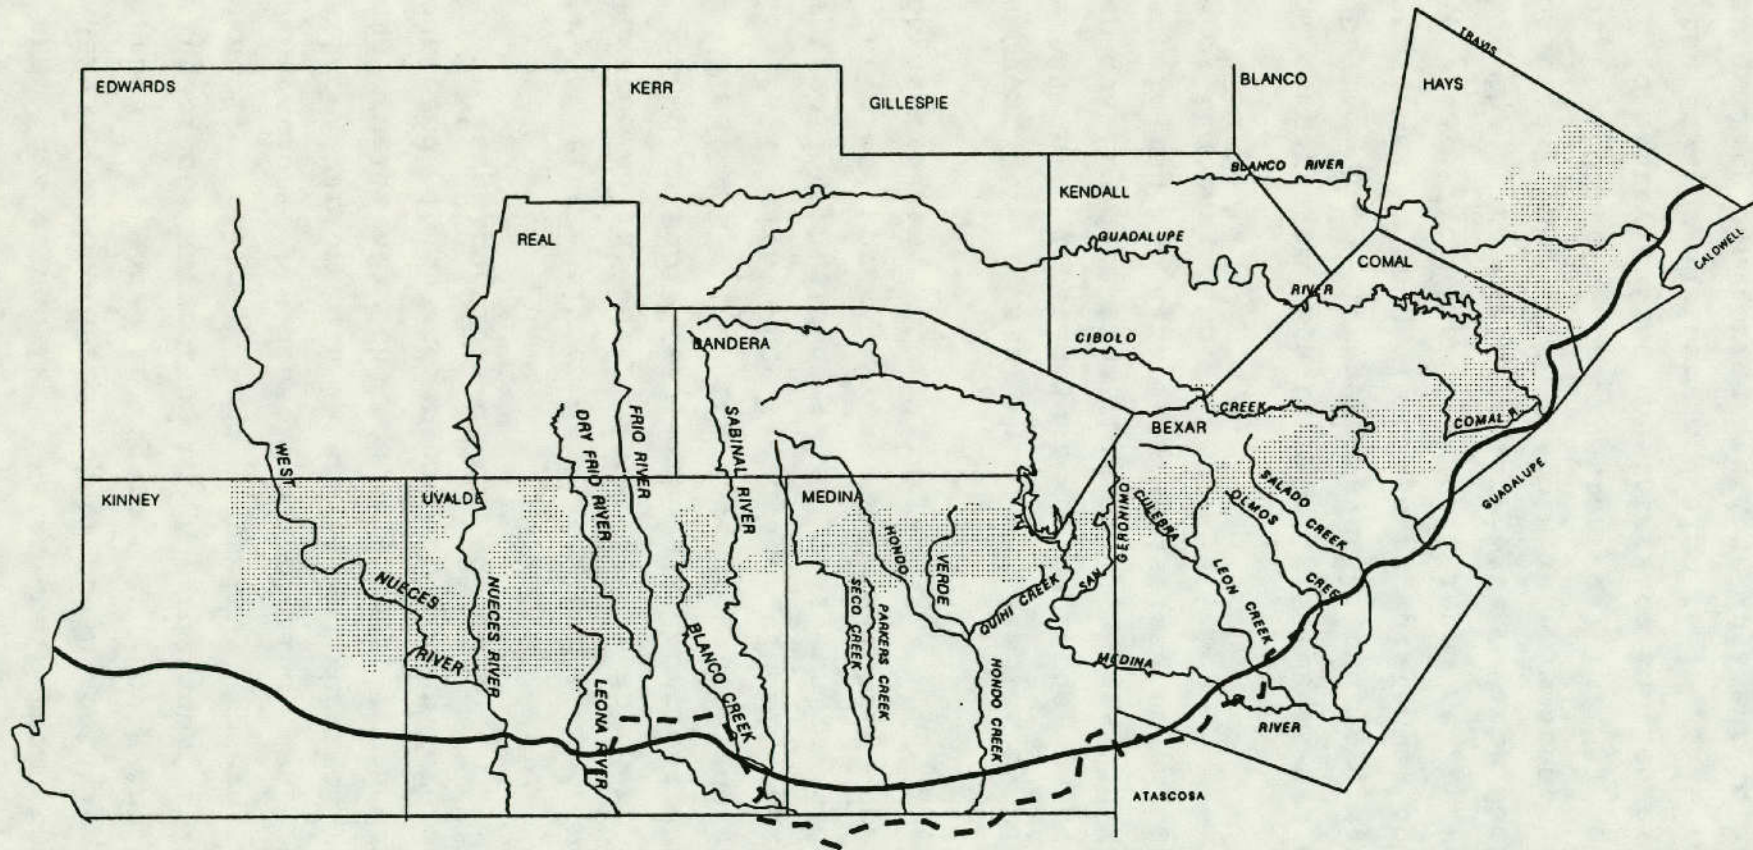 TRAVIS
EDWARDS
KERR
GILLESPIE
BLANCO
HAYS
BLANCO RIVER
KENDALL
REAL
GUADALUPE
RIVER
COMAL
CALDWELL
BANDERA
CIBOLO
CREEK
COMAL R.
BEXAR
WEST
NUECES
RIVER
DRY FRIO RIVER
FRIO RIVER
SABINAL RIVER
KINNEY
UVALDE
MEDINA
GUADALUPE
SALADO CREEK
OLMOS
CREE
CULEBRA
LEON CREEK
SAN GERONIMO
HONDO
VERDE
QUIHI CREEK
SECO CREEK
PARKERS CREEK
HONDO CREEK
NUECES RIVER
LEONA RIVER
BLANCO CREEK
MEDINA
RIVER
ATASCOSA